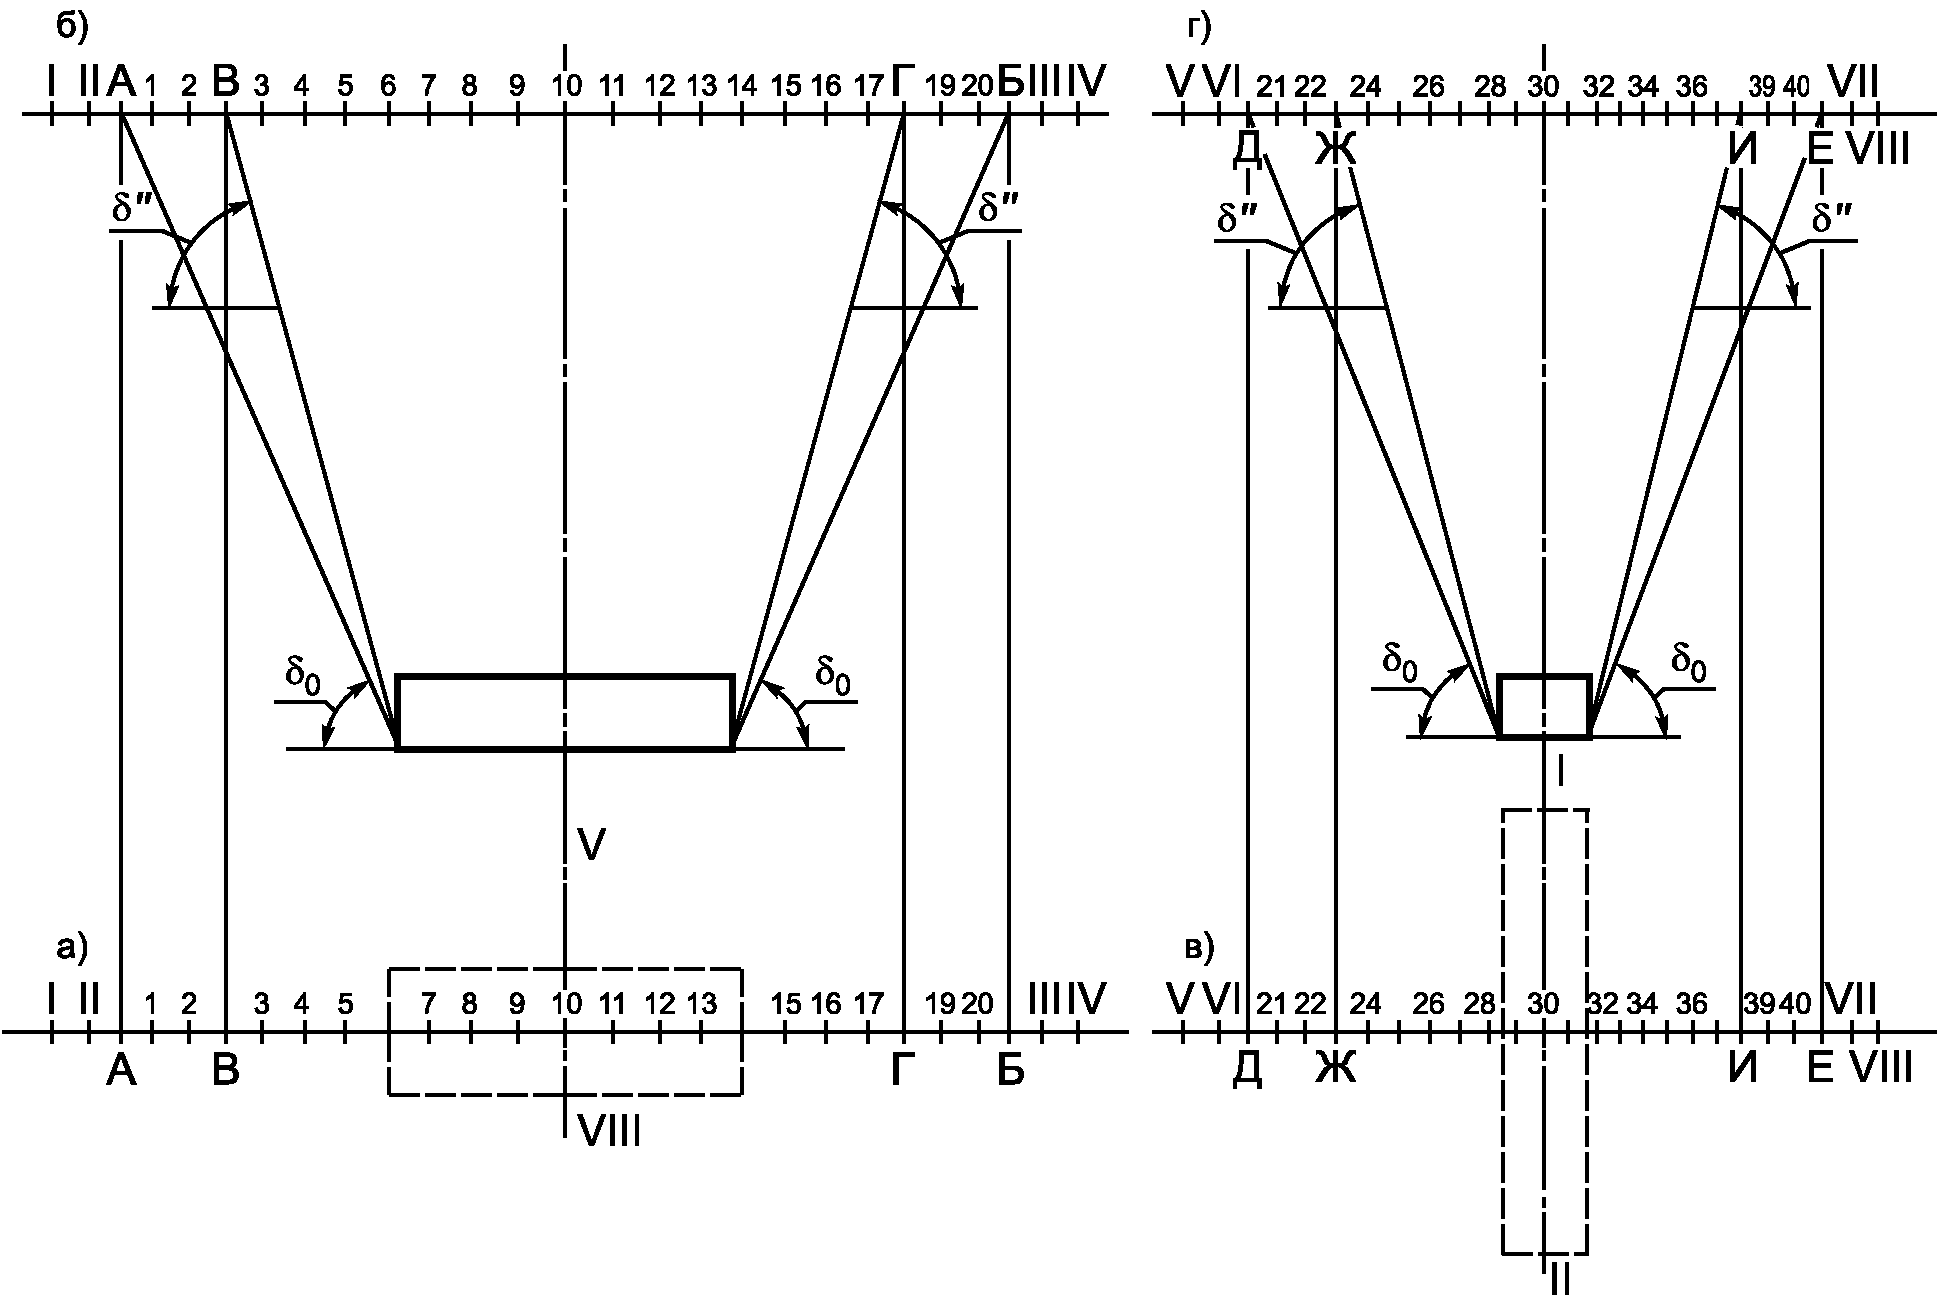 б) г)
I II А 1 2 В 3 4 5 6 7 8 9 10 11 12 13 14 15 16 17 Г 19 20 Б III IV
V VI 21 22 24 26 28 30 32 34 36 39 40 VII
Д Ж И Е VIII
δ″ δ″ δ″ δ″
δ0 δ0 δ0 δ0
I
V
а) в)
I II 1 2 3 4 5 7 8 9 10 11 12 13 15 16 17 19 20 III IV
V VI 21 22 24 26 28 30 32 34 36 39 40 VII
А В Г Б Д Ж И Е VIII
VIII
II